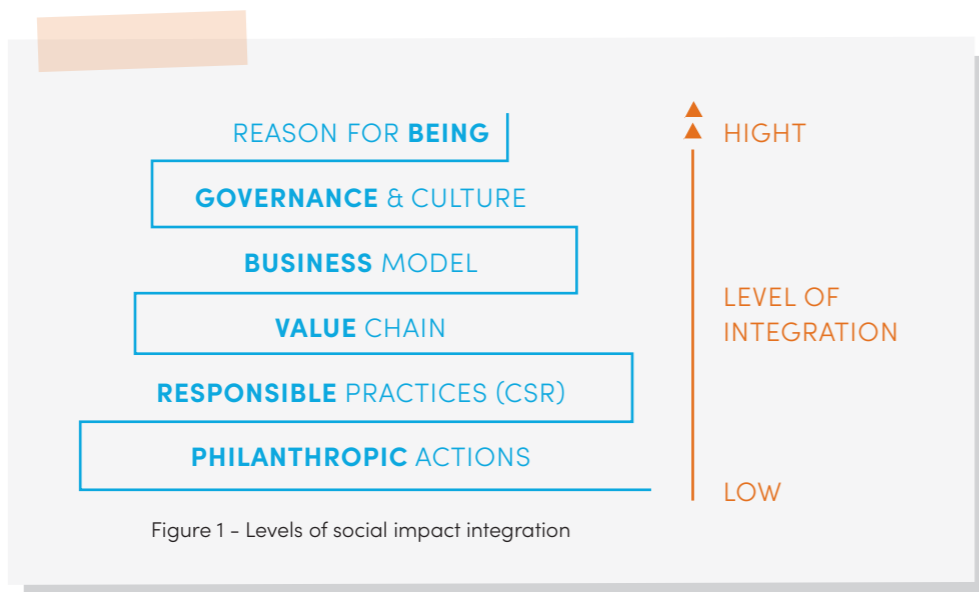 REASON FOR BEING
HIGHT
GOVERNANCE & CULTURE
BUSINESS MODEL
LEVEL OF
INTEGRATION
VALUE CHAIN
RESPONSIBLE PRACTICES (CSR)
PHILANTHROPIC ACTIONS
LOW
Figure 1 - Levels of social impact integration